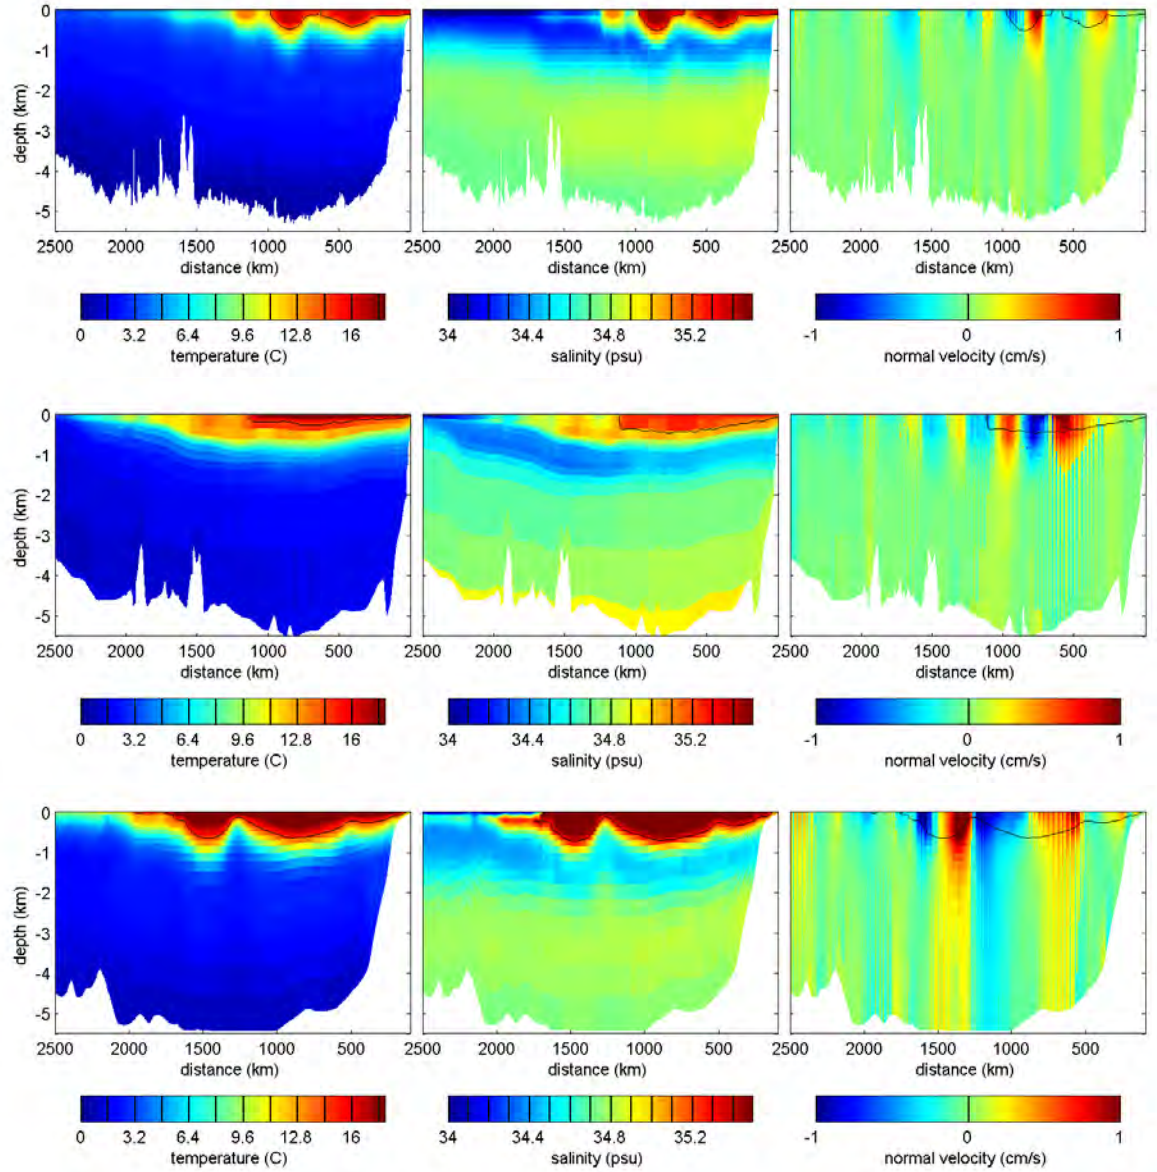 0
-1
-2
-3
-4
-5
depth (km)
2500 2000 1500 1000 500
distance (km)
2500 2000 1500 1000 500
distance (km)
2500 2000 1500 1000 500
distance (km)
0 3.2 6.4 9.6 12.8 16
temperature (C)
34 34.4 34.8 35.2
salinity (psu)
-1 0 1
normal velocity (cm/s)
0
-1
-2
-3
-4
-5
depth (km)
2500 2000 1500 1000 500
distance (km)
2500 2000 1500 1000 500
distance (km)
2500 2000 1500 1000 500
distance (km)
0 3.2 6.4 9.6 12.8 16
temperature (C)
34 34.4 34.8 35.2
salinity (psu)
-1 0 1
normal velocity (cm/s)
0
-1
-2
-3
-4
-5
depth (km)
2500 2000 1500 1000 500
distance (km)
2500 2000 1500 1000 500
distance (km)
2500 2000 1500 1000 500
distance (km)
0 3.2 6.4 9.6 12.8 16
temperature (C)
34 34.4 34.8 35.2
salinity (psu)
-1 0 1
normal velocity (cm/s)